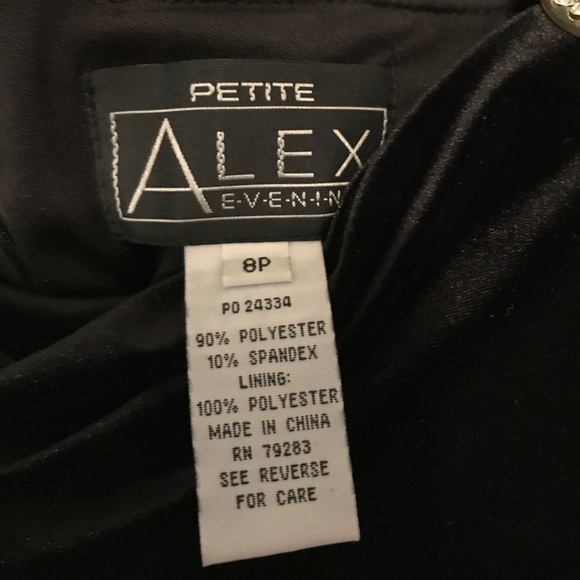 PETITE
ALEX
E-V-E-N-I-N
8P
PO 24334
90% POLYESTER
10% SPANDEX
LINING:
100% POLYESTER
MADE IN CHINA
RN 79283
SEE REVERSE
FOR CARE